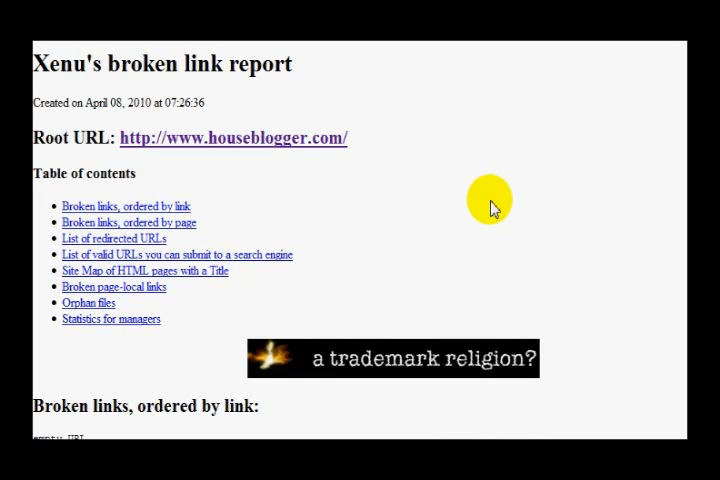 Xenu's broken link report
Created on April 08, 2010 at 07:26:36
Root URL: http://www.houseblogger.com/
Table of contents
Broken links, ordered by link
Broken links, ordered by page
List of redirected URLs
List of valid URLs you can submit to a search engine
Site Map of HTML pages with a Title
Broken page-local links
Orphan files
Statistics for managers
a trademark religion?
Broken links, ordered by link:
empty URL